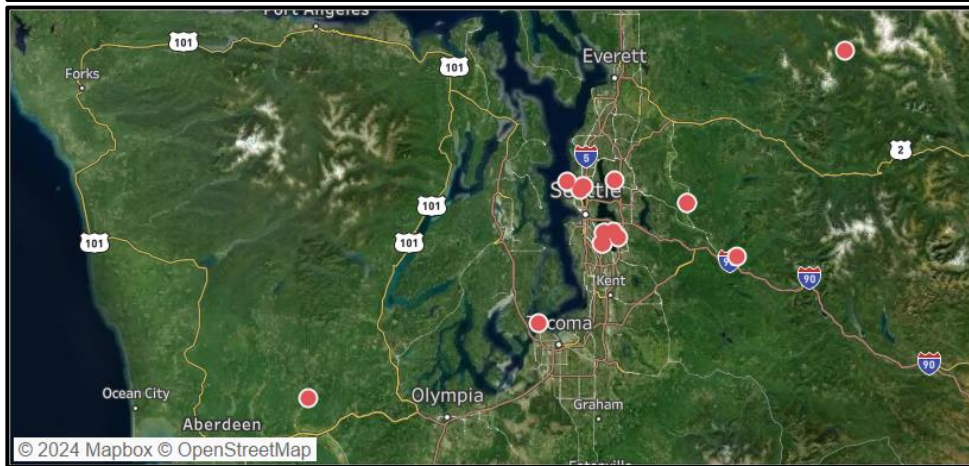 Port Angeles
101
Forks
101
Everett
5
2
Seattle
101
101
101
90
90
Kent
Tacoma
90
Ocean City
Olympia
Aberdeen
Graham
© 2024 Mapbox © OpenStreetMap